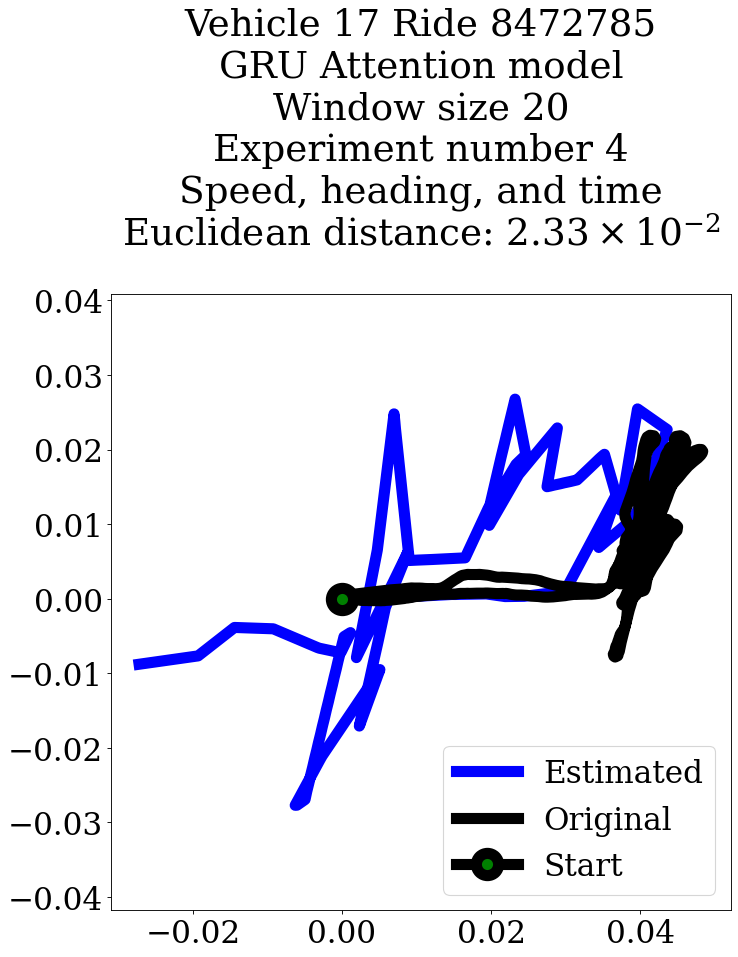 Vehicle 17 Ride 8472785
GRU Attention model
Window size 20
Experiment number 4
Speed, heading, and time
Euclidean distance: 2.33 × 10⁻²
0.04
0.03
0.02
0.01
0.00
−0.01
−0.02
−0.03
−0.04
−0.02 0.00 0.02 0.04
Estimated
Original
Start